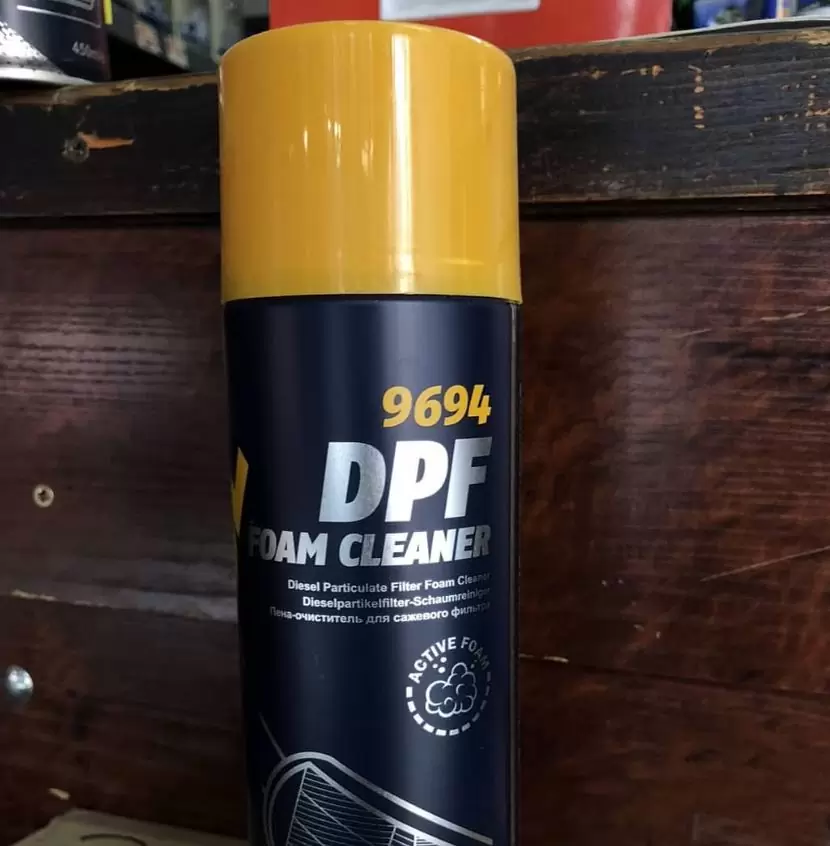 9694
DPF
FOAM CLEANER
Diesel Particulate Filter Foam Cleaner
Dieselpartikelfilter-Schaumreiniger
Пена-очиститель для сажевого фильтра
ACTIVE FOAM